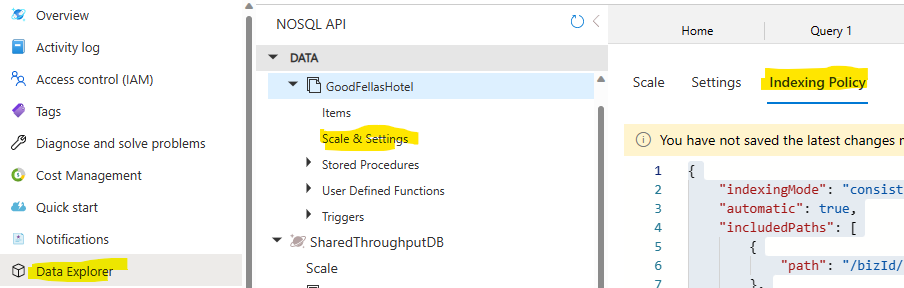 Overview
Activity log
Access control (IAM)
Tags
Diagnose and solve problems
Cost Management
Quick start
Notifications
Data Explorer
NOSQL API
DATA
GoodFellasHotel
Items
Scale & Settings
Stored Procedures
User Defined Functions
Triggers
SharedThroughputDB
Scale
Home
Query 1
Scale
Settings
Indexing Policy
You have not saved the latest changes
1 {
2 "indexingMode": "consist
3 "automatic": true,
4 "includedPaths": [
5 {
6 "path": "/bizId/
7 },